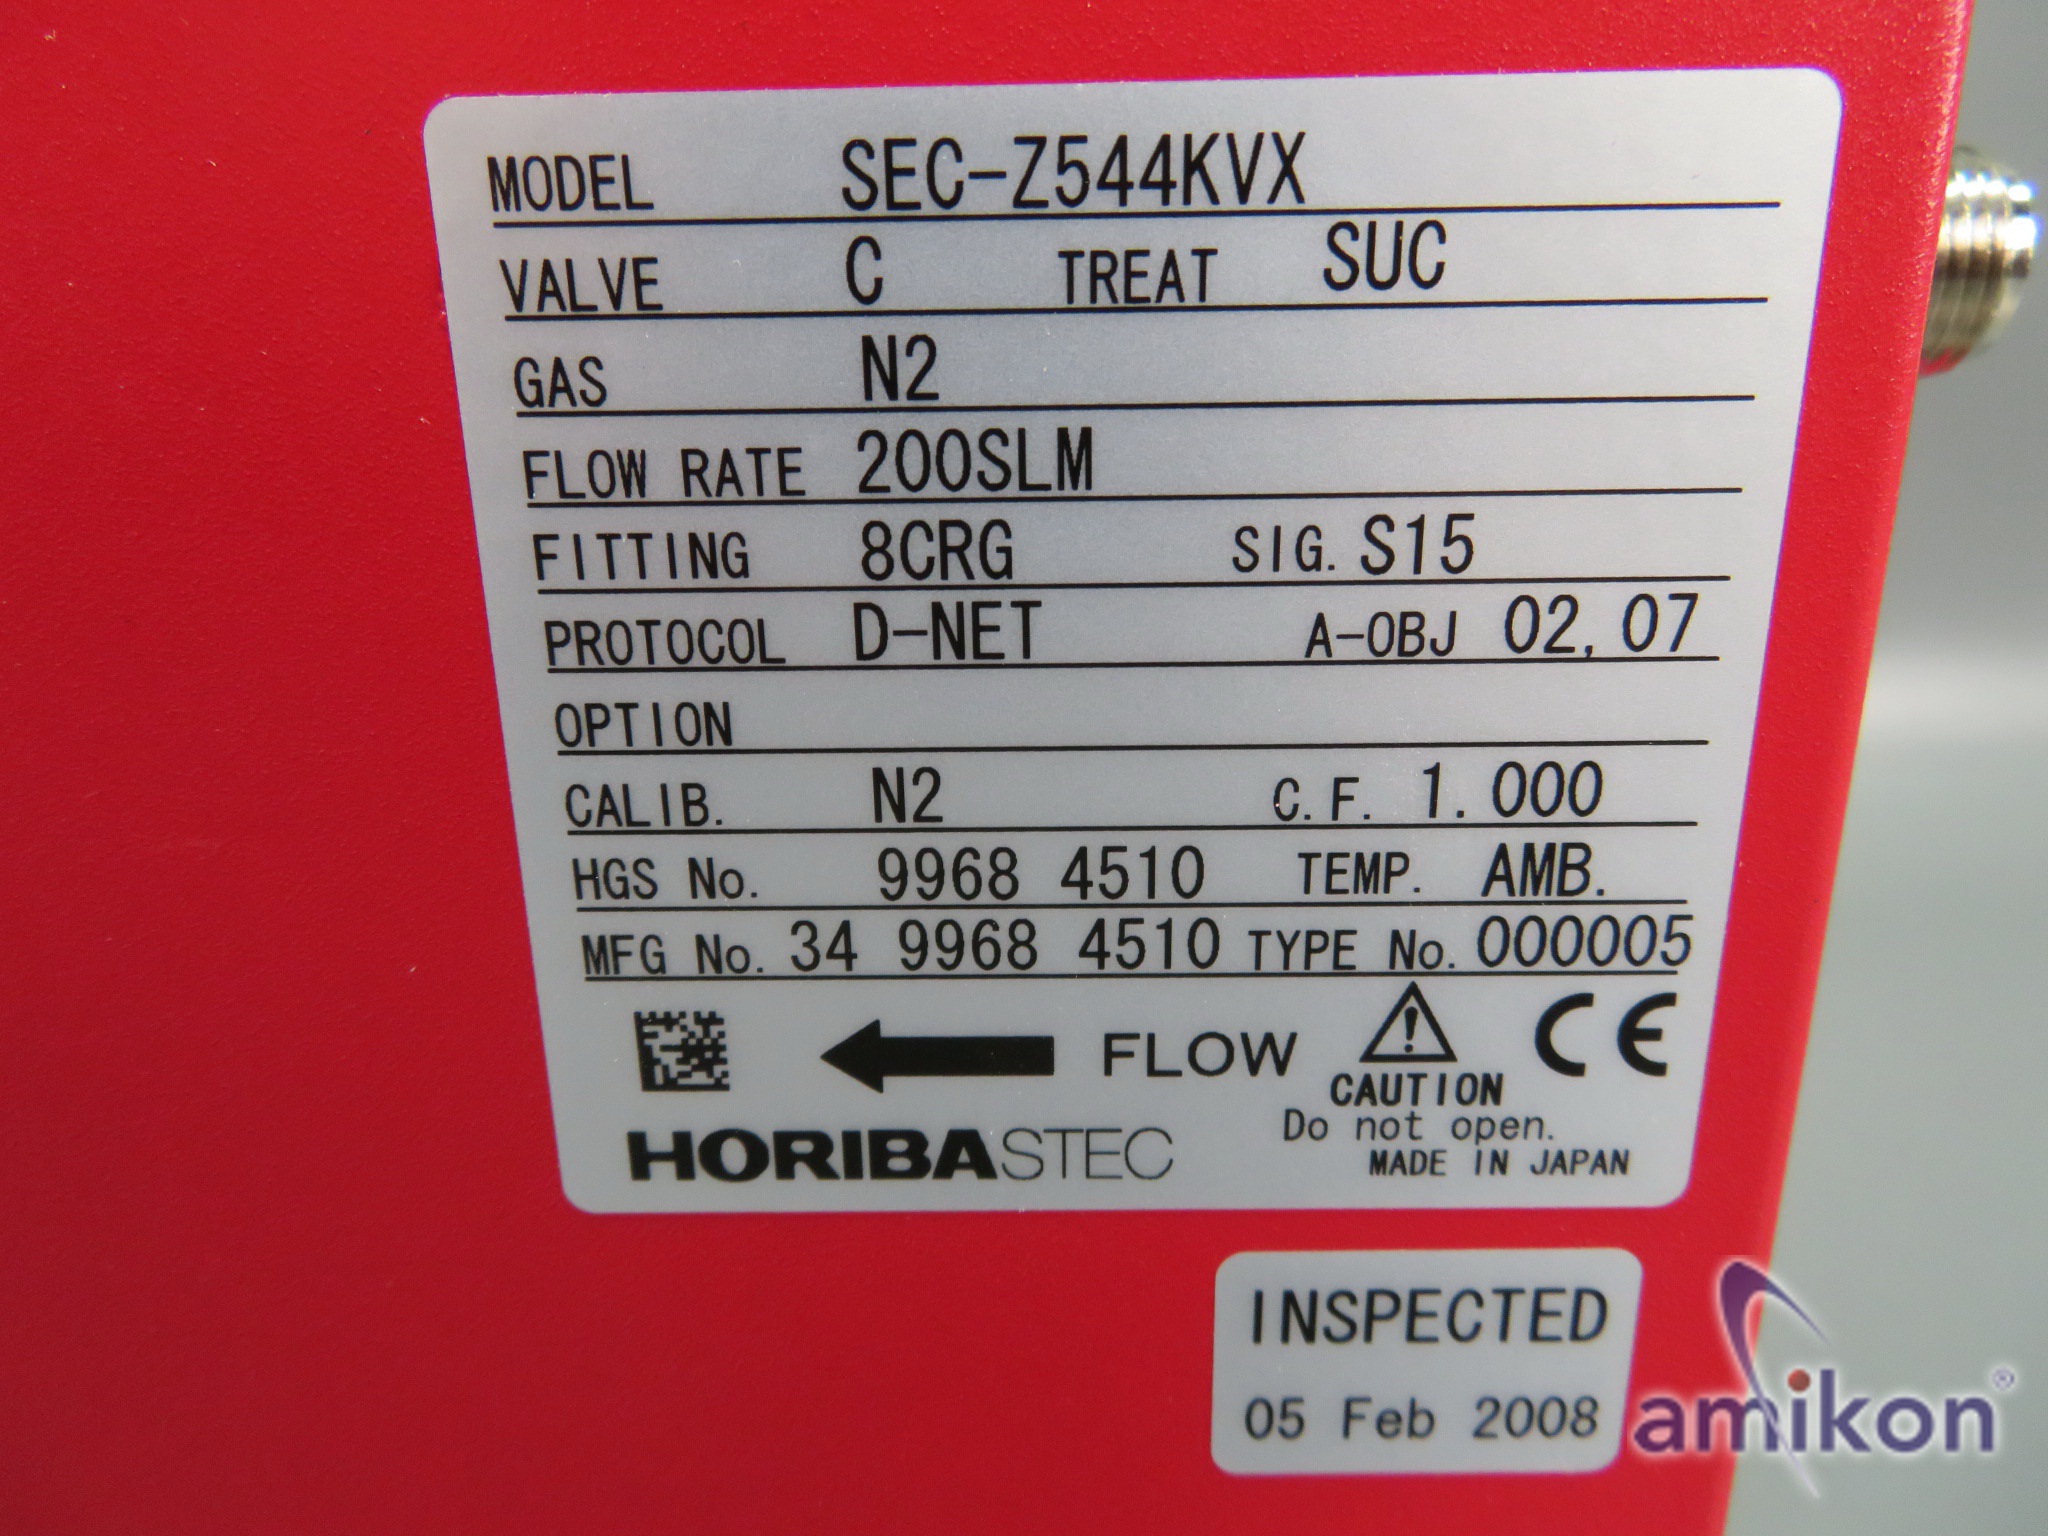 MODEL SEC-Z544KVX
VALVE C TREAT SUC
GAS N2
FLOW RATE 200SLM
FITTING 8CRG SIG. S15
PROTOCOL D-NET A-OBJ 02, 07
OPTION
CALIB. N2 C.F. 1.000
HGS No. 9968 4510 TEMP. AMB.
MFG No. 34 9968 4510 TYPE No. 000005
FLOW
CE
CAUTION
Do not open.
HORIBASTEC
MADE IN JAPAN
INSPECTED
05 Feb 2008
amikon®